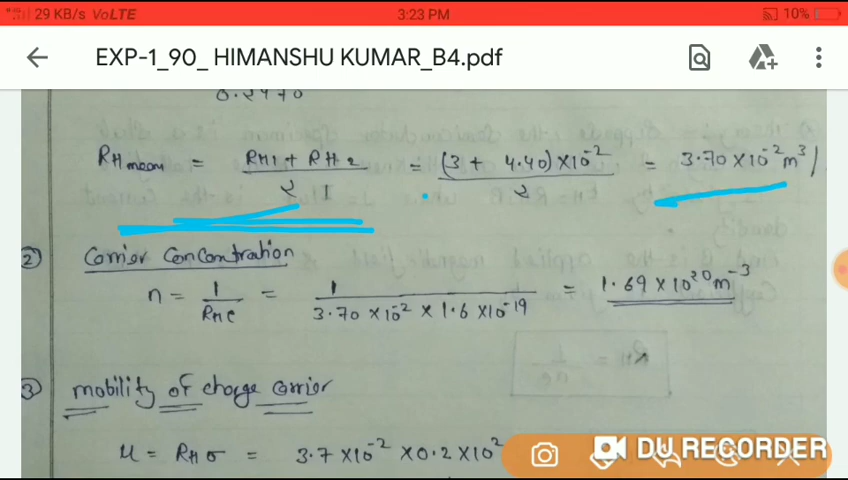 29 KB/s VoLTE 3:23 PM 10%
EXP-1_90_ HIMANSHU KUMAR_B4.pdf
RH mean = RH1 + RH2 / 2 = (3 + 4.40) × 10⁻² / 2 = 3.70 × 10⁻² m³/
2) Carrier Concentration
n = 1 / RHe = 1 / 3.70 × 10⁻² × 1.6 × 10⁻¹⁹ = 1.69 × 10²⁰ m⁻³
3) mobility of charge carrier
μ = RH σ = 3.7 × 10⁻² × 0.2 × 10²
DU RECORDER